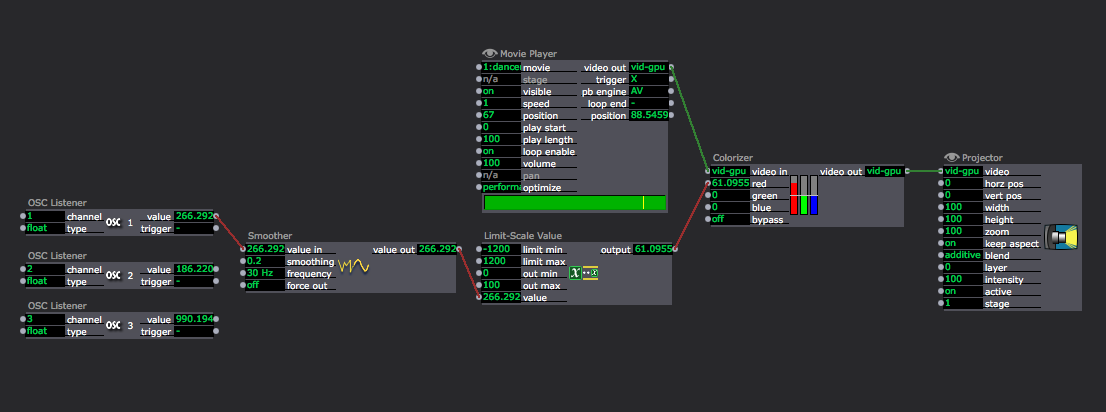 Movie Player
1:dancer movie video out vid-gpu
n/a stage trigger X
on visible pb engine AV
1 speed loop end -
67 position position 88.5459
0 play start
100 play length
on loop enable
100 volume
n/a pan
performa optimize
Colorizer
vid-gpu video in video out vid-gpu
61.0955 red
0 green
0 blue
off bypass
Projector
vid-gpu video
0 horz pos
0 vert pos
100 width
100 height
100 zoom
on keep aspect
additive blend
0 layer
100 intensity
on active
1 stage
OSC Listener
1 channel OSC 1 value 266.292
float type trigger -
OSC Listener
2 channel OSC 2 value 186.220
float type trigger -
OSC Listener
3 channel OSC 3 value 990.194
float type trigger -
Smoother
266.292 value in value out 266.292
0.2 smoothing
30 Hz frequency
off force out
Limit-Scale Value
-1200 limit min output 61.0955
1200 limit max
0 out min X x
100 out max
266.292 value